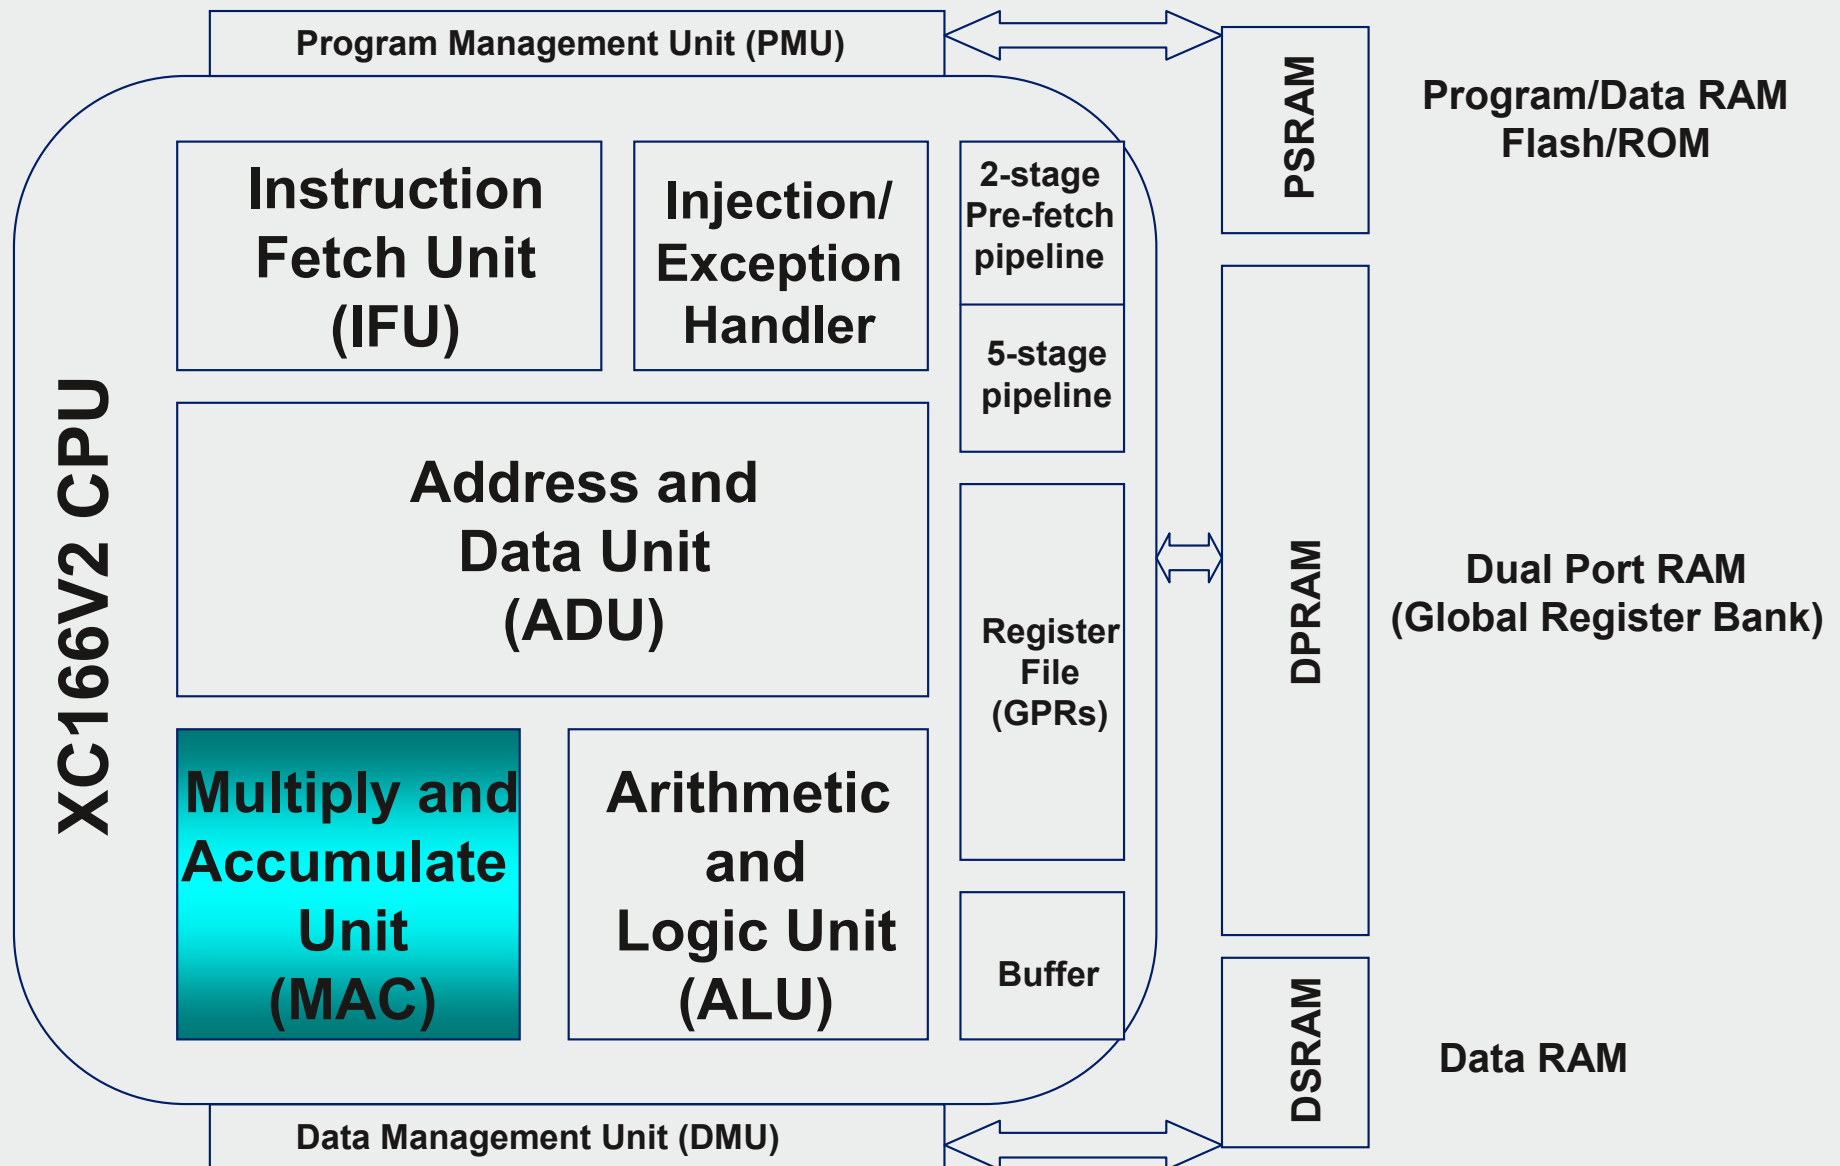 Program Management Unit (PMU)
XC166V2 CPU
Instruction
Fetch Unit
(IFU)
Injection/
Exception
Handler
2-stage
Pre-fetch
pipeline
5-stage
pipeline
Address and
Data Unit
(ADU)
Register
File
(GPRs)
Multiply and
Accumulate
Unit
(MAC)
Arithmetic
and
Logic Unit
(ALU)
Buffer
Data Management Unit (DMU)
PSRAM
Program/Data RAM
Flash/ROM
DPRAM
Dual Port RAM
(Global Register Bank)
DSRAM
Data RAM